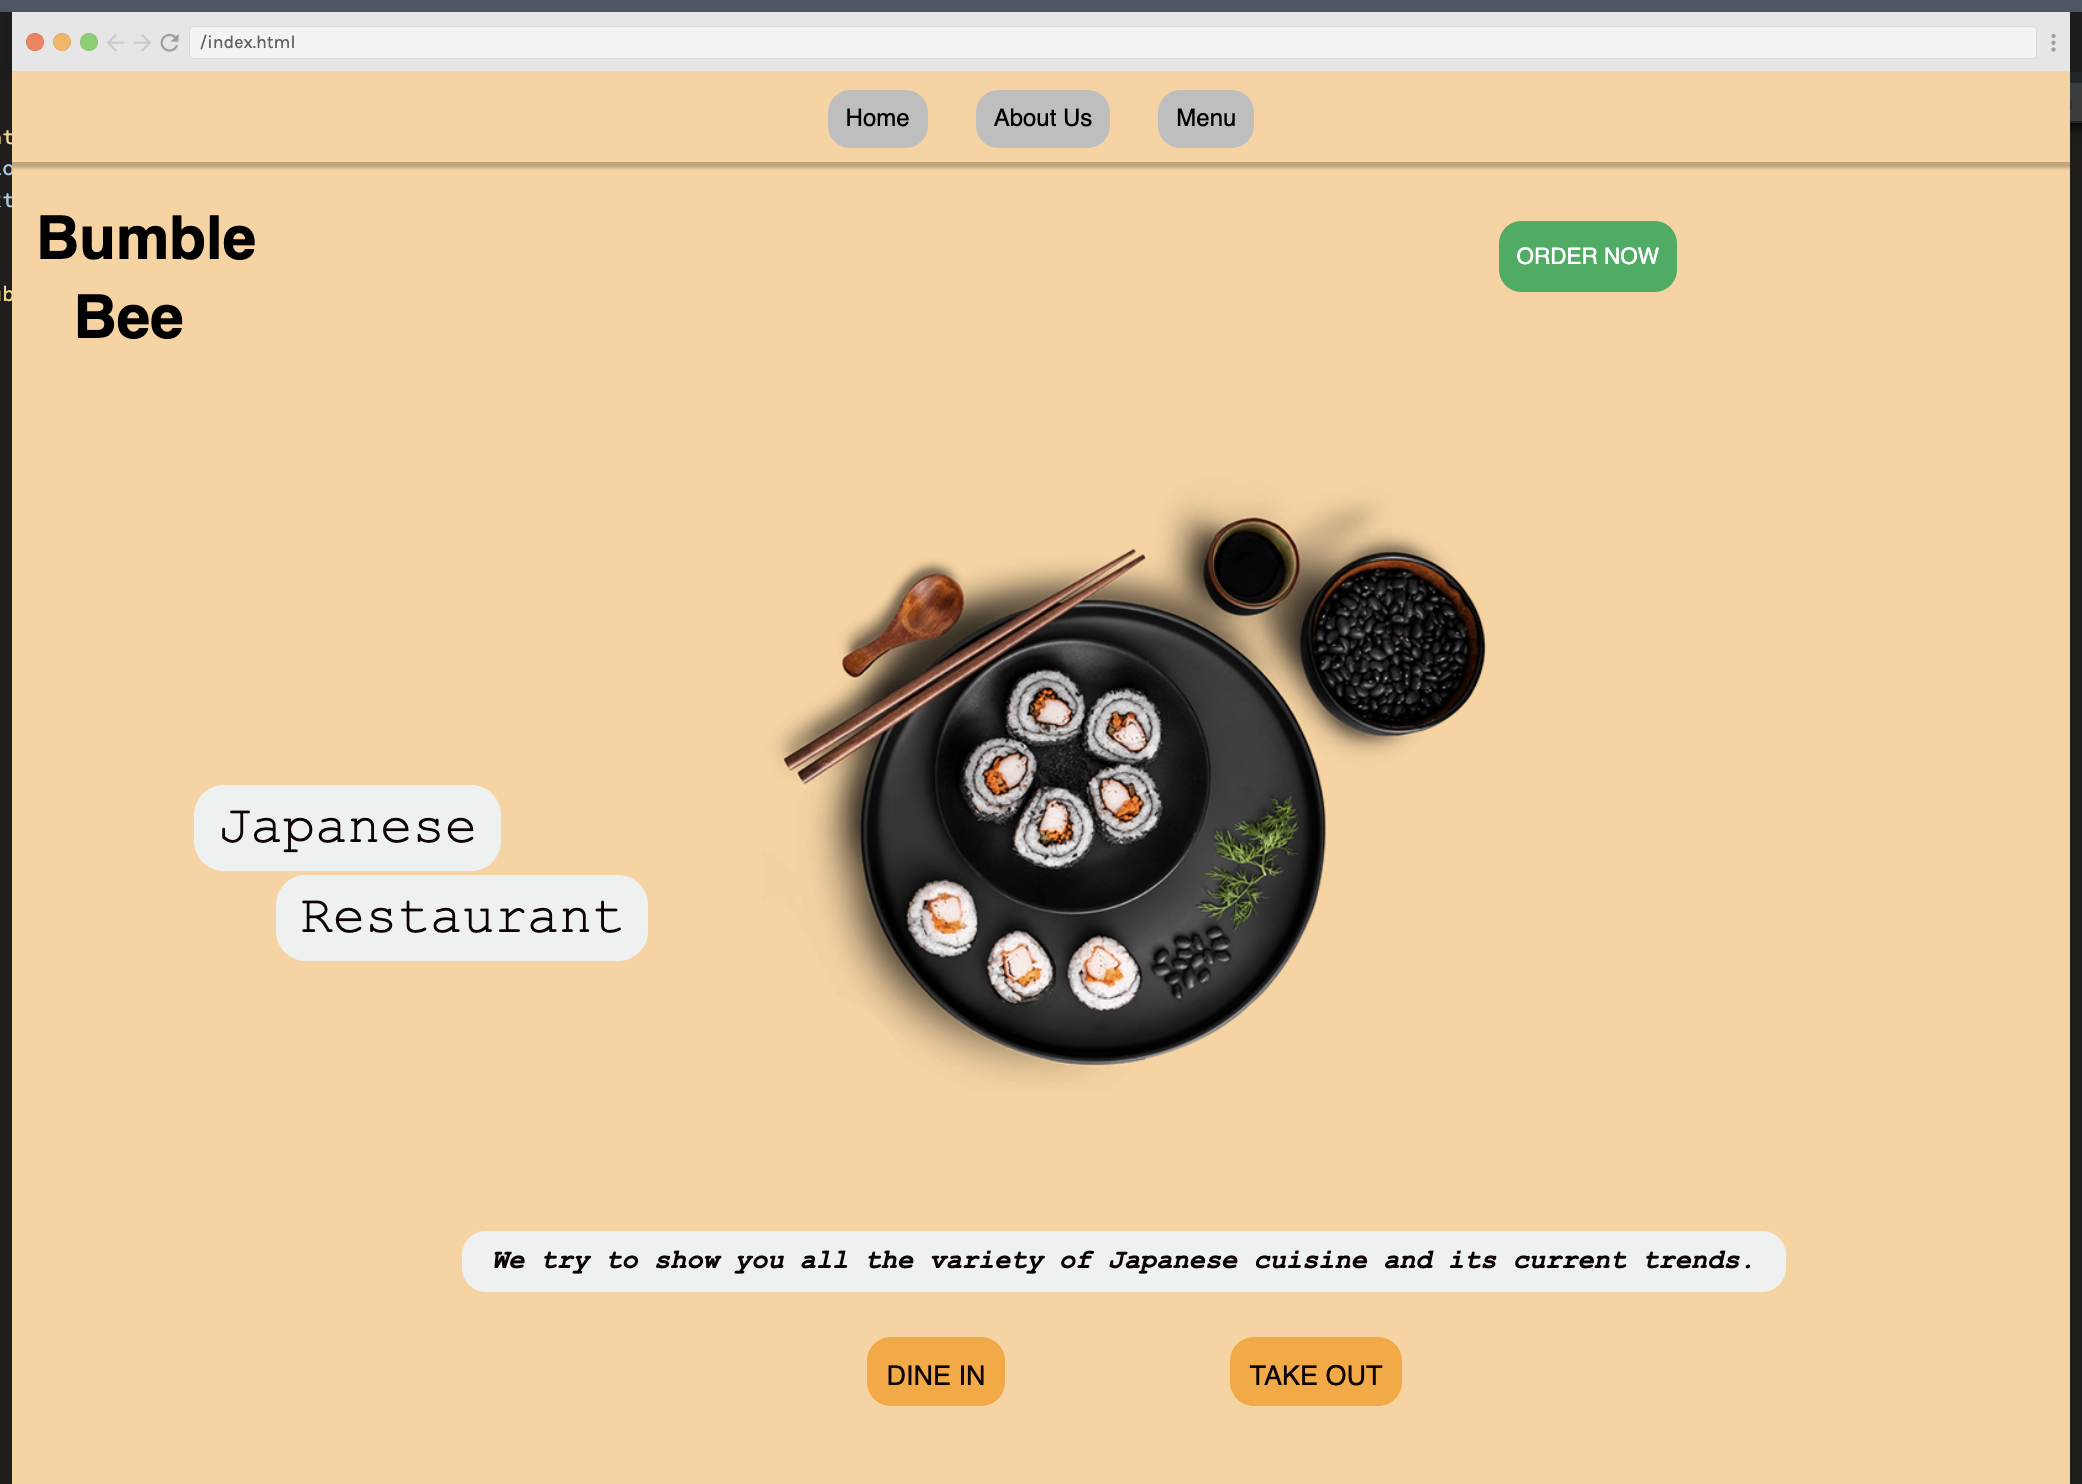 /index.html
Home About Us Menu
Bumble
Bee
ORDER NOW
Japanese
Restaurant
We try to show you all the variety of Japanese cuisine and its current trends.
DINE IN TAKE OUT